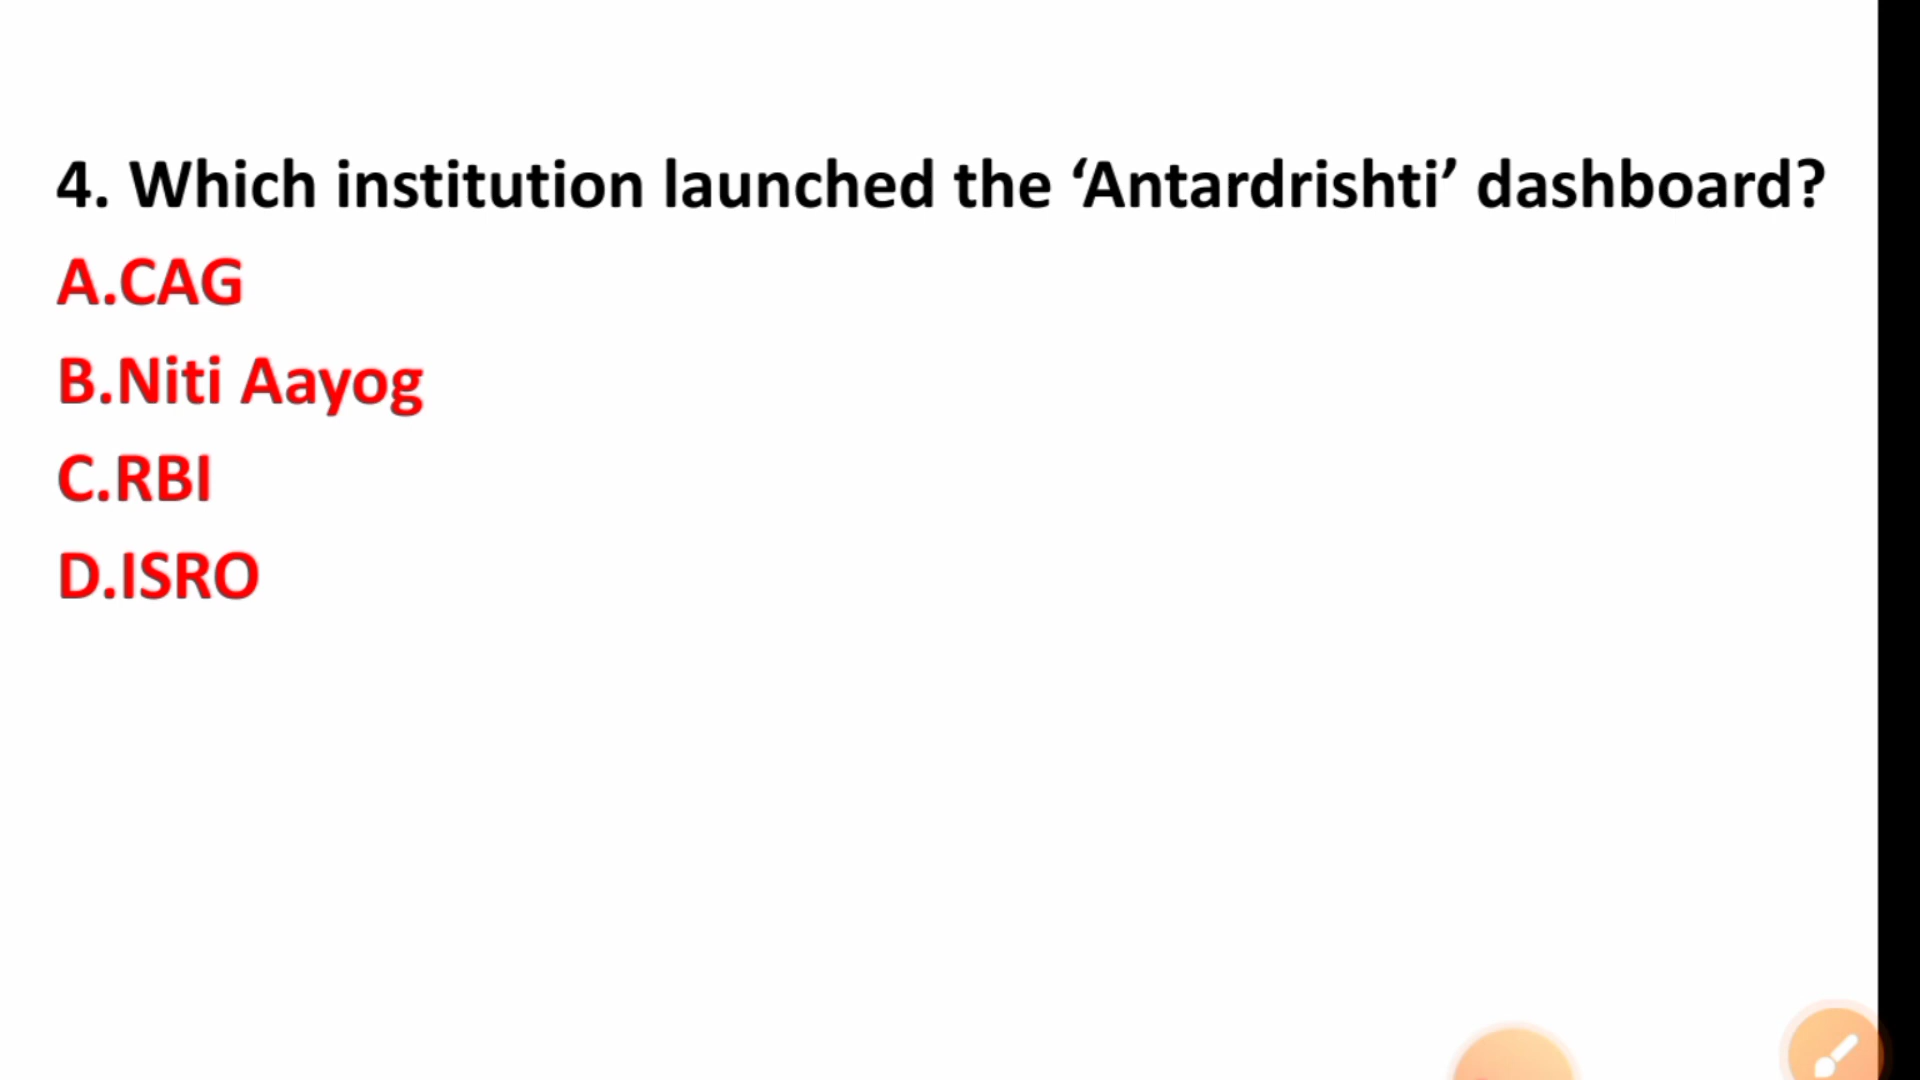 4. Which institution launched the ‘Antardrishti’ dashboard?
A.CAG
B.Niti Aayog
C.RBI
D.ISRO